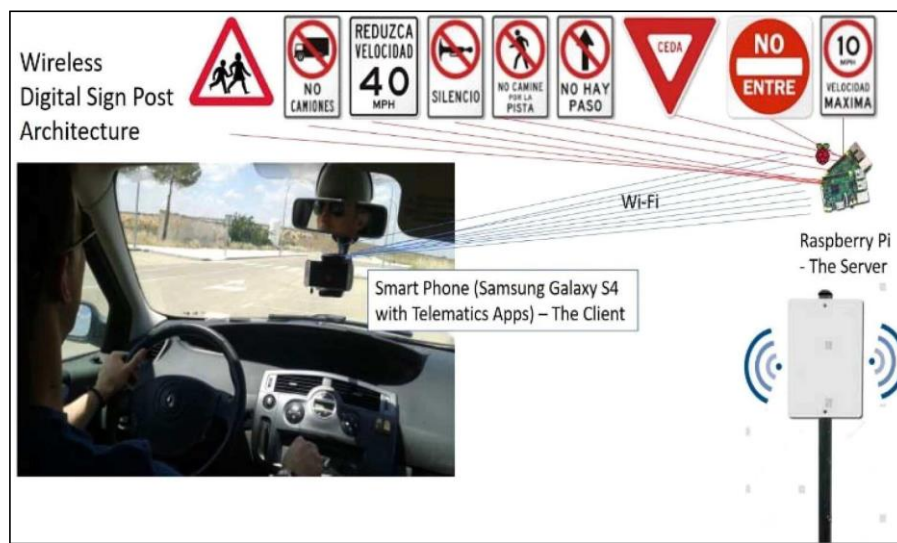 Wireless
Digital Sign Post
Architecture
NO
CAMIONES
REDUZCA
VELOCIDAD
40
MPH
SILENCIO
NO CAMINE
POR LA
PISTA
NO HAY
PASO
CEDA
NO
ENTRE
10
MPH
VELOCIDAD
MAXIMA
Wi-Fi
Raspberry Pi
- The Server
Smart Phone (Samsung Galaxy S4
with Telematics Apps) – The Client